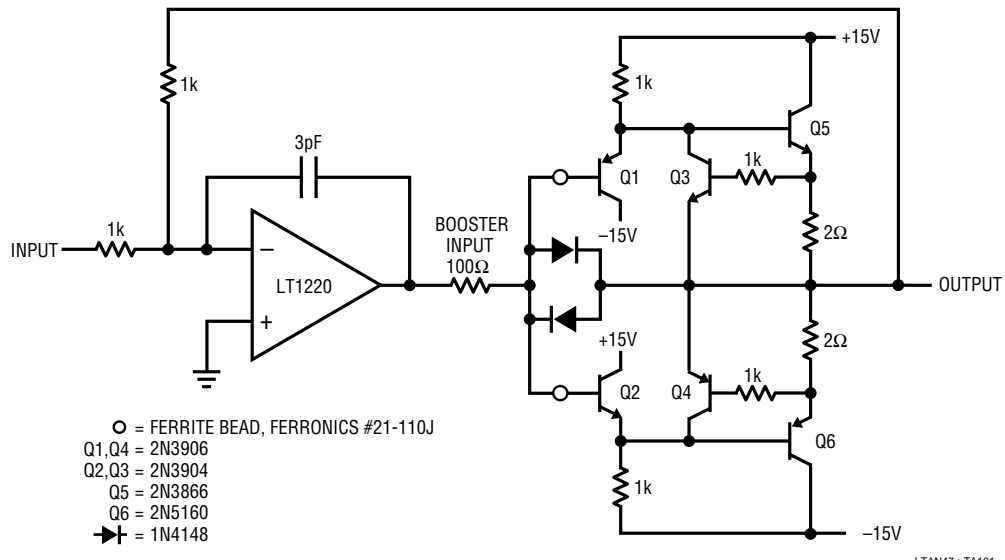 +15V
1k
1k
Q5
3pF
Q1
Q3
1k
1k
BOOSTER
INPUT
100Ω
–15V
2Ω
INPUT
–
LT1220
+
OUTPUT
+15V
2Ω
Q2
Q4
1k
Q6
1k
–15V
O = FERRITE BEAD, FERRONICS #21-110J
Q1,Q4 = 2N3906
Q2,Q3 = 2N3904
Q5 = 2N3866
Q6 = 2N5160
= 1N4148